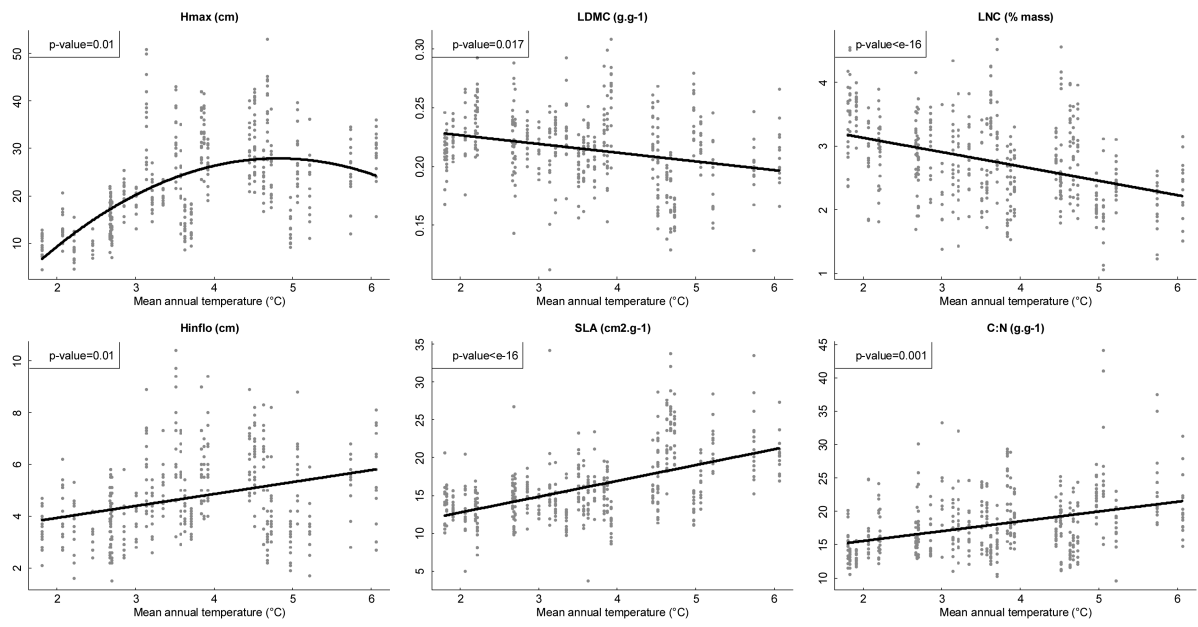 Hmax (cm)
p-value=0.01
50
40
30
20
10
2 3 4 5 6
Mean annual temperature (°C)
LDMC (g.g-1)
p-value=0.017
0.30
0.25
0.20
0.15
2 3 4 5 6
Mean annual temperature (°C)
LNC (% mass)
p-value<e-16
4
3
2
1
2 3 4 5 6
Mean annual temperature (°C)
Hinflo (cm)
p-value=0.01
10
8
6
4
2
2 3 4 5 6
Mean annual temperature (°C)
SLA (cm2.g-1)
p-value<e-16
35
30
25
20
15
10
5
2 3 4 5 6
Mean annual temperature (°C)
C:N (g.g-1)
p-value=0.001
45
40
35
30
25
20
15
10
2 3 4 5 6
Mean annual temperature (°C)